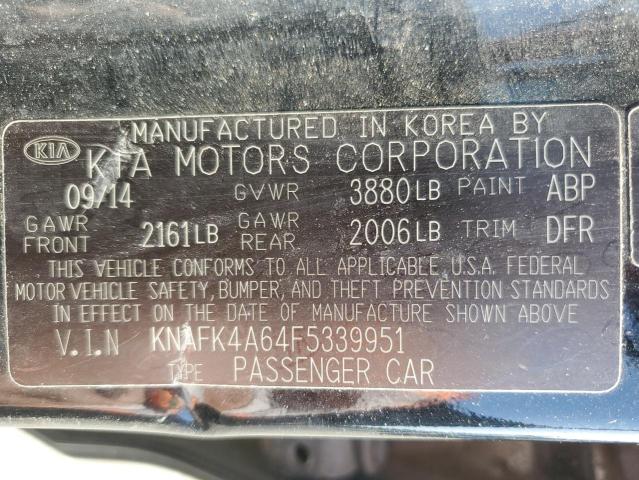 MANUFACTURED IN KOREA BY
KIA KIA MOTORS CORPORATION
09/14 GVWR 3880LB PAINT ABP
GAWR FRONT 2161LB GAWR REAR 2006LB TRIM DFR
THIS VEHICLE CONFORMS TO ALL APPLICABLE U.S.A. FEDERAL
MOTOR VEHICLE SAFETY, BUMPER, AND THEFT PREVENTION STANDARDS
IN EFFECT ON THE DATE OF MANUFACTURE SHOWN ABOVE
V.I.N KNAFK4A64F5339951
TYPE PASSENGER CAR